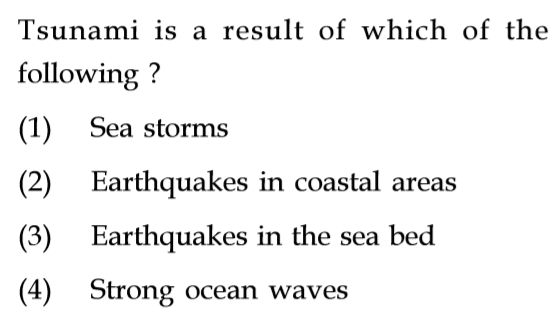 Tsunami is a result of which of the
following ?
(1) Sea storms
(2) Earthquakes in coastal areas
(3) Earthquakes in the sea bed
(4) Strong ocean waves